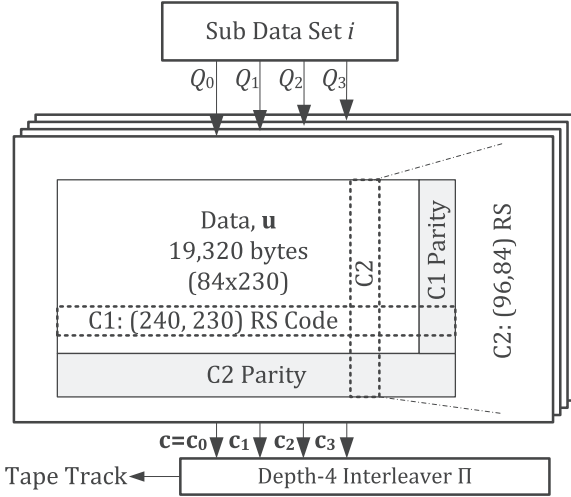 Sub Data Set i
Q0 Q1 Q2 Q3
Data, u
19,320 bytes
(84x230)
C2
C1 Parity
C2: (96,84) RS
C1: (240, 230) RS Code
C2 Parity
c=c0 c1 c2 c3
Tape Track
Depth-4 Interleaver Π